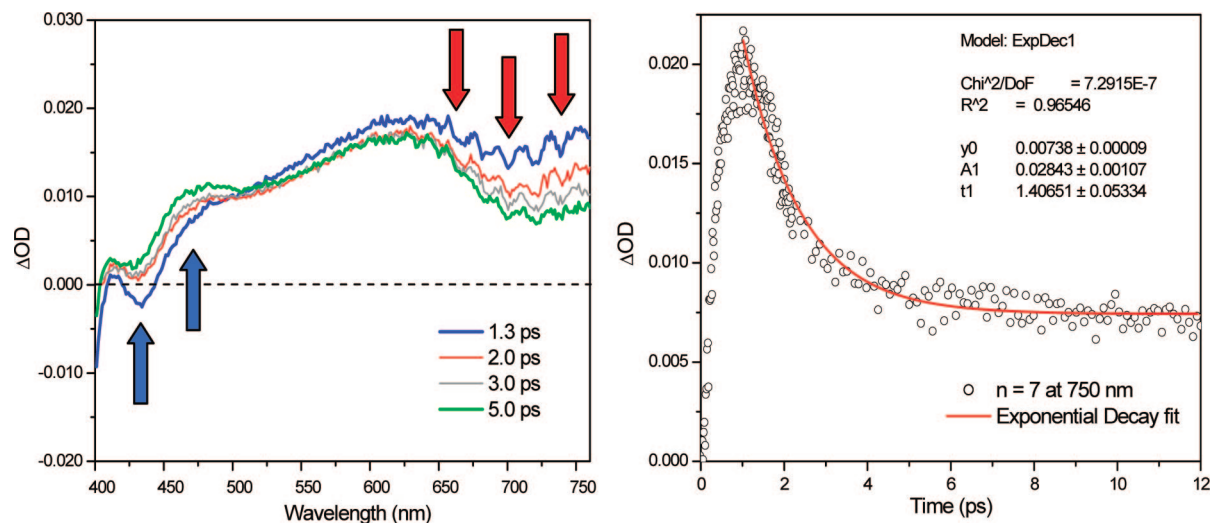 0.030
0.020
0.010
0.000
-0.010
-0.020
ΔOD
400 450 500 550 600 650 700 750
Wavelength (nm)
1.3 ps
2.0 ps
3.0 ps
5.0 ps
0.020
0.015
0.010
0.005
0.000
ΔOD
0 2 4 6 8 10 12
Time (ps)
Model: ExpDec1
Chi^2/DoF = 7.2915E-7
R^2 = 0.96546
y0 0.00738 ± 0.00009
A1 0.02843 ± 0.00107
t1 1.40651 ± 0.05334
n = 7 at 750 nm
Exponential Decay fit